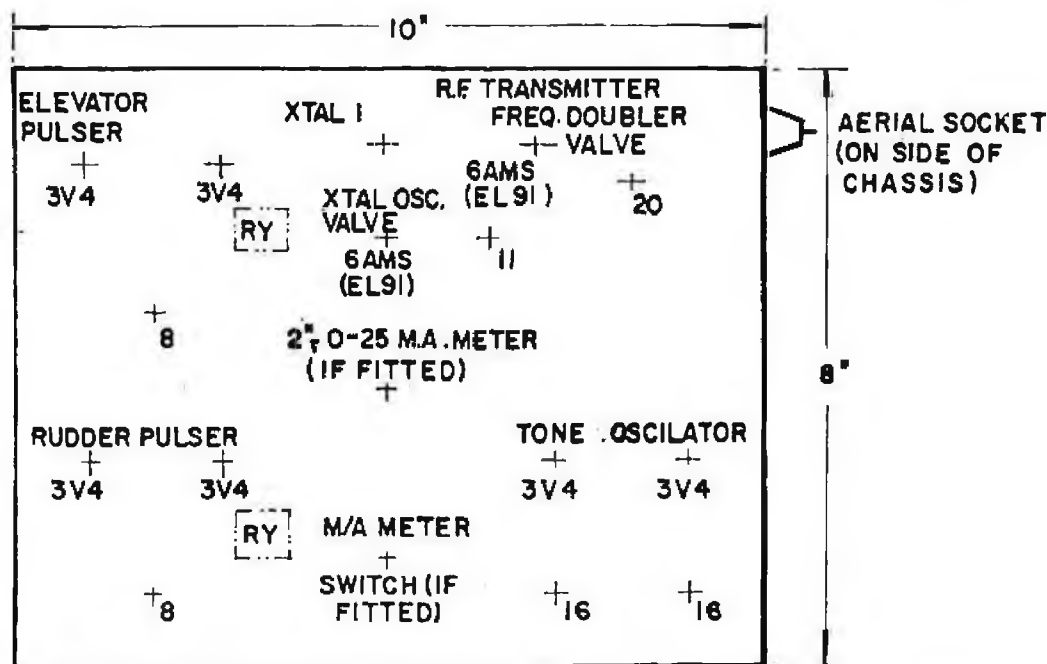 10"
ELEVATOR
PULSER
3V4
3V4
RY
XTAL 1
XTAL OSC.
VALVE
6AMS
(EL91)
R.F. TRANSMITTER
FREQ. DOUBLER
VALVE
6AMS
(EL91)
20
11
AERIAL SOCKET
(ON SIDE OF
CHASSIS)
8
2" 0-25 M.A. METER
(IF FITTED)
8"
RUDDER PULSER
3V4
3V4
RY
TONE . OSCILATOR
3V4
3V4
M/A METER
SWITCH (IF
FITTED)
8
16
16